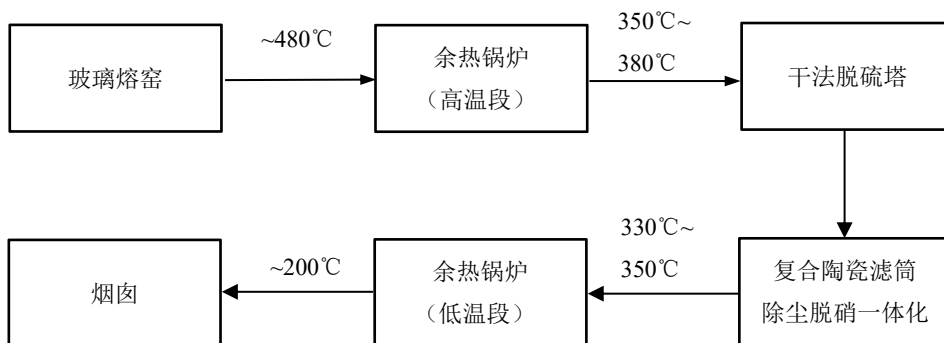 玻璃熔窑
~480℃
余热锅炉
（高温段）
350℃~
380℃
干法脱硫塔
复合陶瓷滤筒
除尘脱硝一体化
330℃~
350℃
余热锅炉
（低温段）
~200℃
烟囱